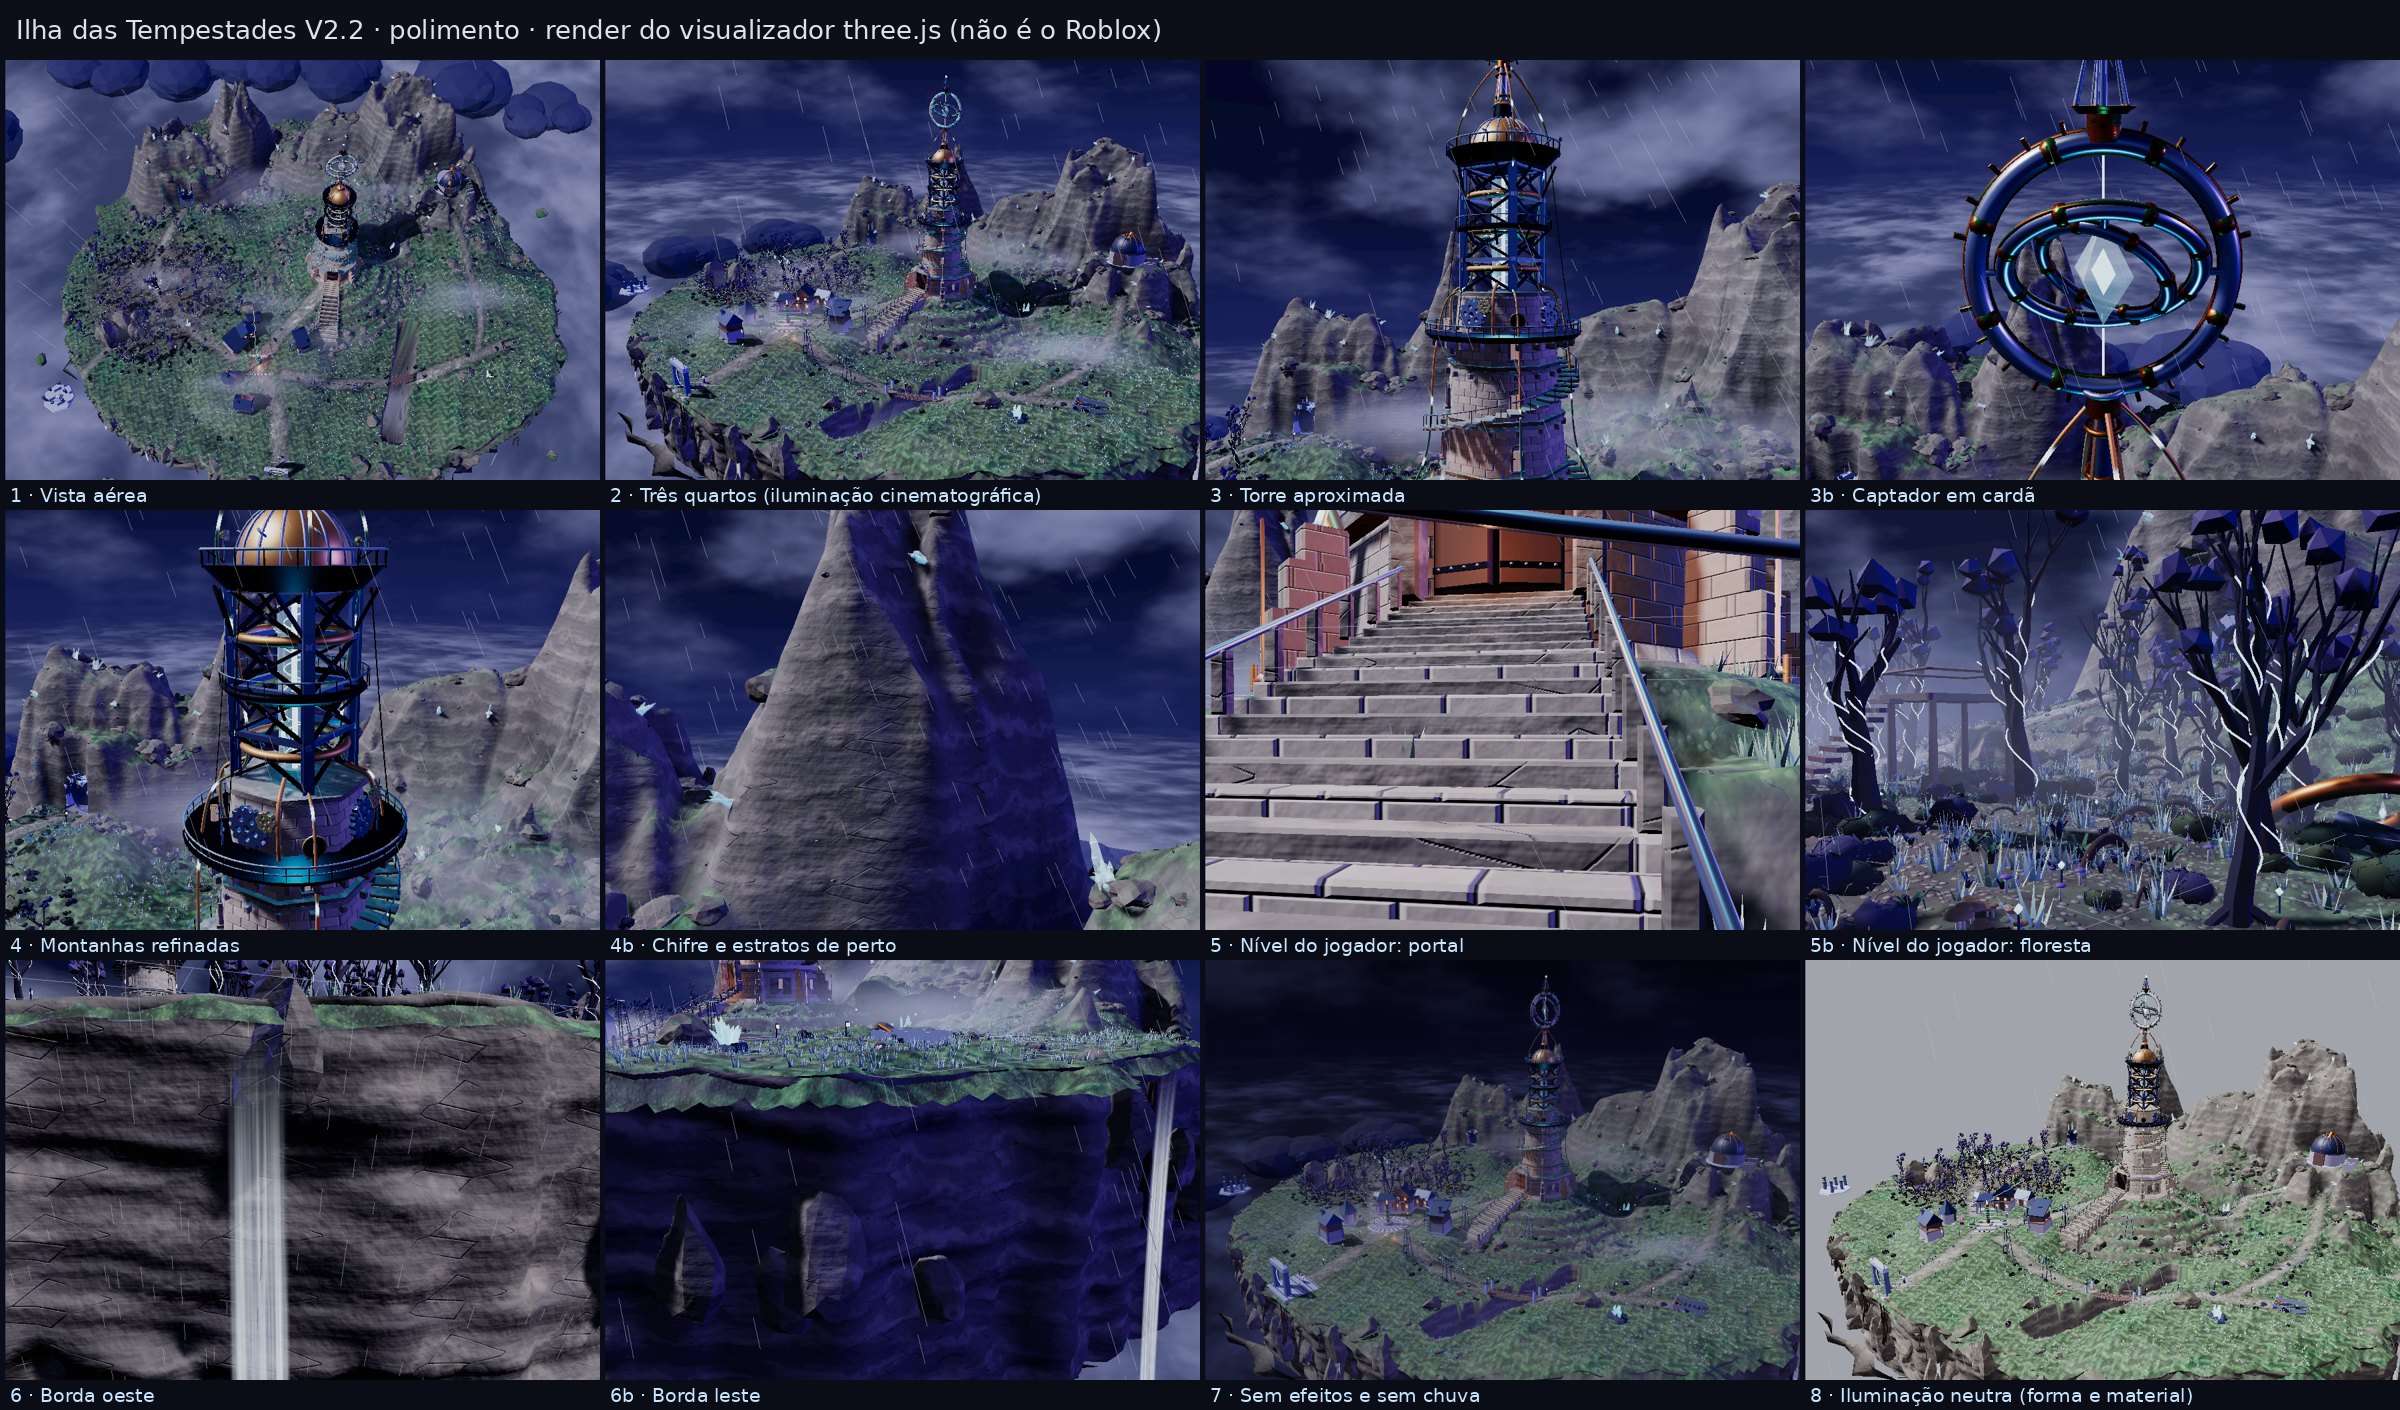 Ilha das Tempestades V2.2 · polimento · render do visualizador three.js (não é o Roblox)
1 · Vista aérea
2 · Três quartos (iluminação cinematográfica)
3 · Torre aproximada
3b · Captador em cardã
4 · Montanhas refinadas
4b · Chifre e estratos de perto
5 · Nível do jogador: portal
5b · Nível do jogador: floresta
6 · Borda oeste
6b · Borda leste
7 · Sem efeitos e sem chuva
8 · Iluminação neutra (forma e material)